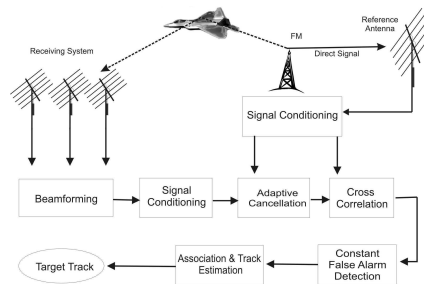 Reference
Antenna
FM
Direct Signal
Receiving System
Signal Conditioning
Beamforming
Signal
Conditioning
Adaptive
Cancellation
Cross
Correlation
Target Track
Association & Track
Estimation
Constant
False Alarm
Detection